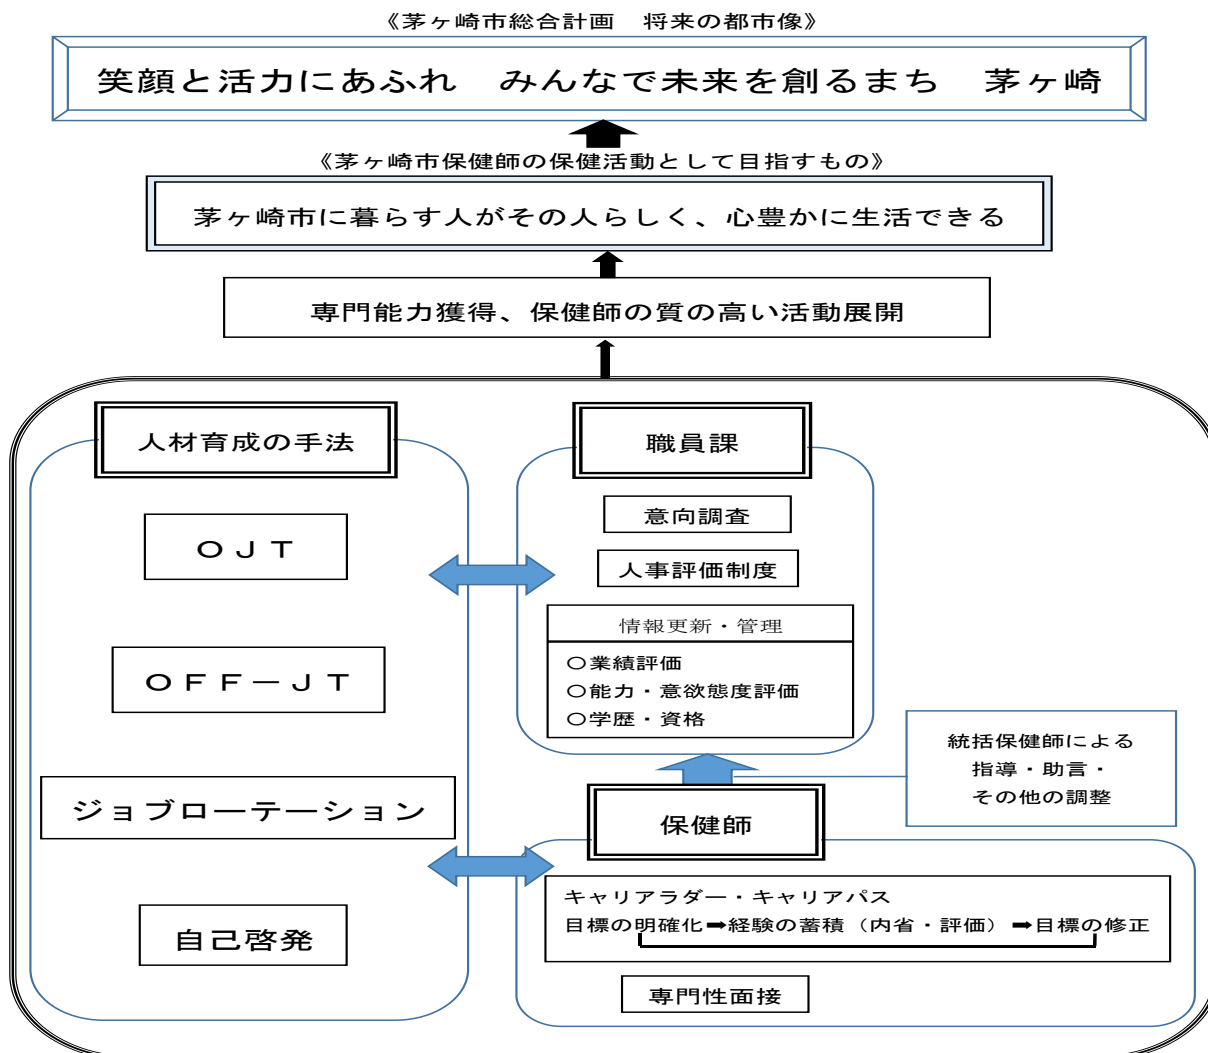 《茅ヶ崎市総合計画　将来の都市像》
笑顔と活力にあふれ　みんなで未来を創るまち　茅ヶ崎
《茅ヶ崎市保健師の保健活動として目指すもの》
茅ヶ崎市に暮らす人がその人らしく、心豊かに生活できる
専門能力獲得、保健師の質の高い活動展開
人材育成の手法
ＯＪＴ
ＯＦＦ－ＪＴ
ジョブローテーション
自己啓発
職員課
意向調査
人事評価制度
情報更新・管理
○業績評価
○能力・意欲態度評価
○学歴・資格
統括保健師による
指導・助言・
その他の調整
保健師
キャリアラダー・キャリアパス
目標の明確化➡経験の蓄積（内省・評価）➡目標の修正
専門性面接